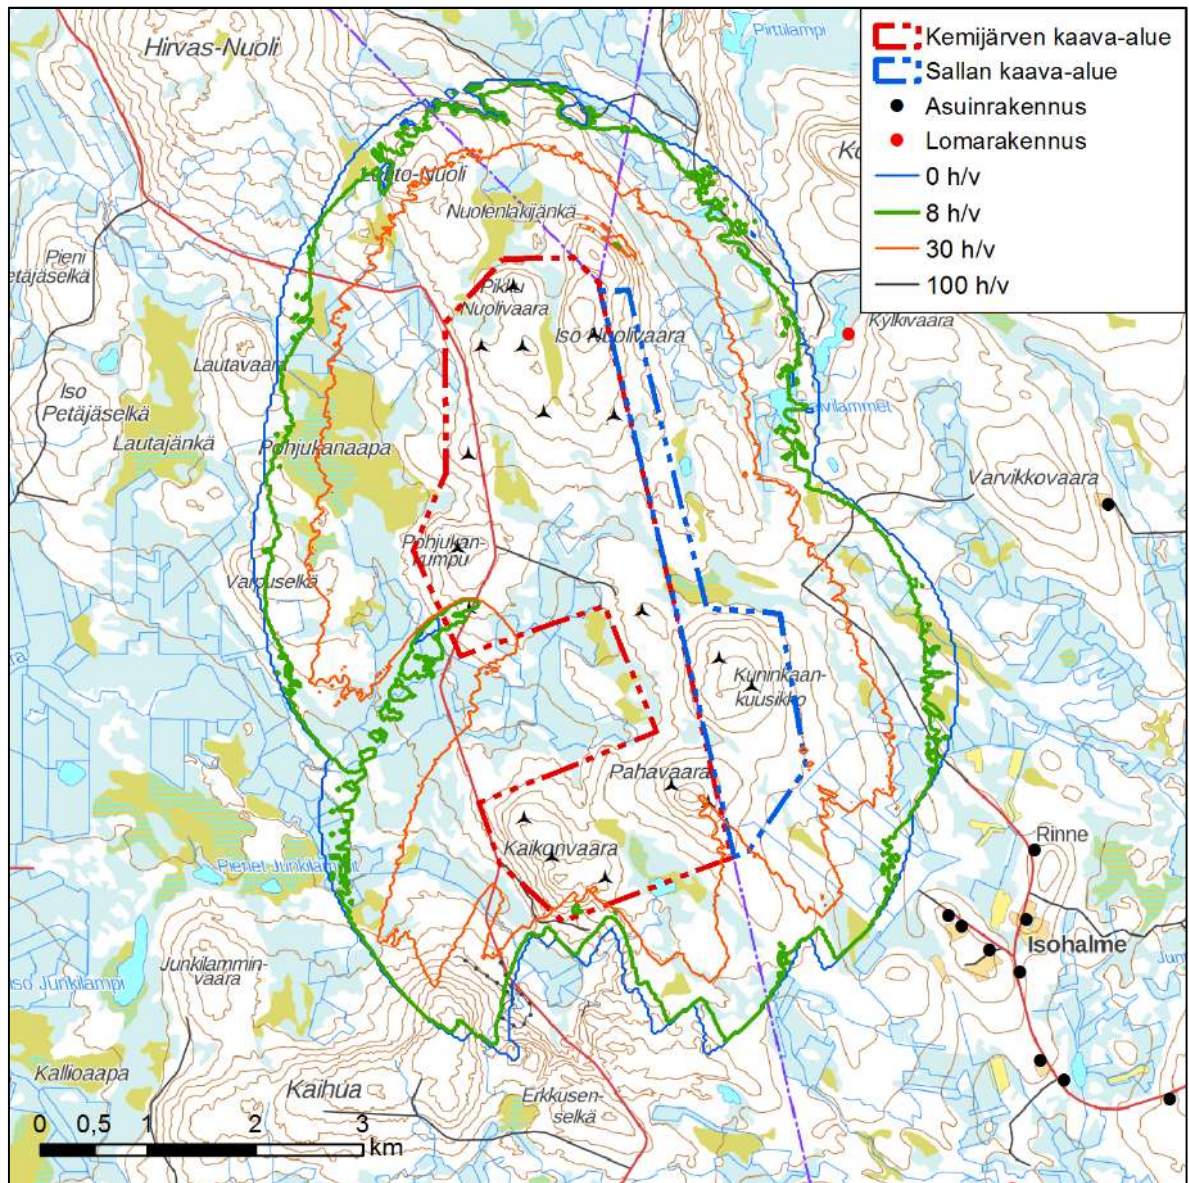 Hirvas-Nuoli
Pirttilampi
Kemijärven kaava-alue
Sallan kaava-alue
Asuinrakennus
Lomarakennus
0 h/v
8 h/v
30 h/v
100 h/v
Nuolenlakijänkä
Pieni
etäjäselkä
Pikku
Nuolivaara
Iso Nuolivaara
Kylkivaara
Lautavaara
Iso
Petäjäselkä
Lautajänkä
Pohjukanaapa
Varvikkovaara
Pohjukan-
kumpu
Varpuselkä
Kuninkaan-
kuusikko
Pahavaara
Kaikonvaara
Rinne
Pienet Junkilammit
Isohalme
Junkilammin-
vaara
Iso Junkilampi
Kallioaapa
Kaihua
Erkkusen-
selkä
0 0,5 1 2 3
km